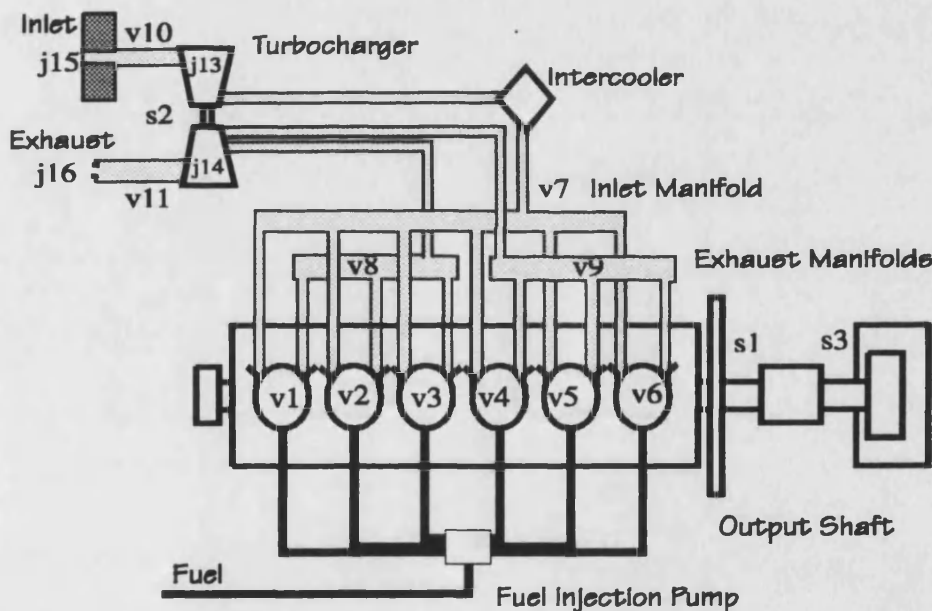 Inlet v10
Turbocharger
j15 j13
Intercooler
s2
Exhaust
j16 j14
v11
v7 Inlet Manifold
v8 v9 Exhaust Manifolds
s1 s3
v1 v2 v3 v4 v5 v6
Output Shaft
Fuel
Fuel Injection Pump